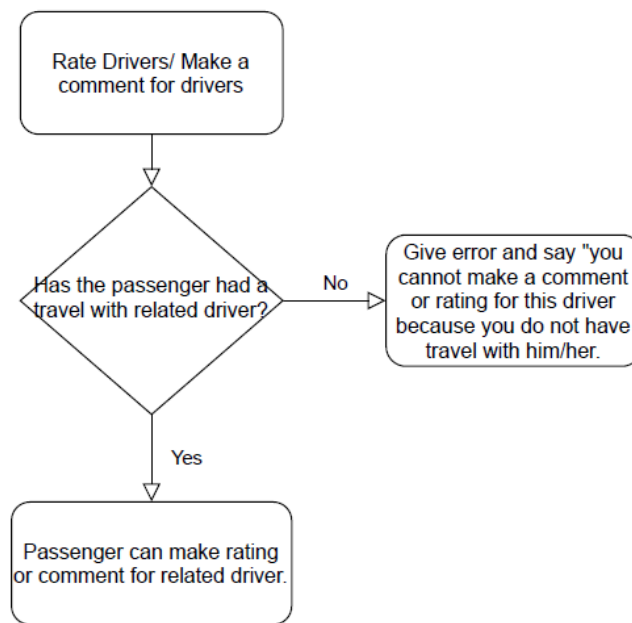 Rate Drivers/ Make a
comment for drivers
Has the passenger had a
travel with related driver?
No
Give error and say "you
cannot make a comment
or rating for this driver
because you do not have
travel with him/her.
Yes
Passenger can make rating
or comment for related driver.